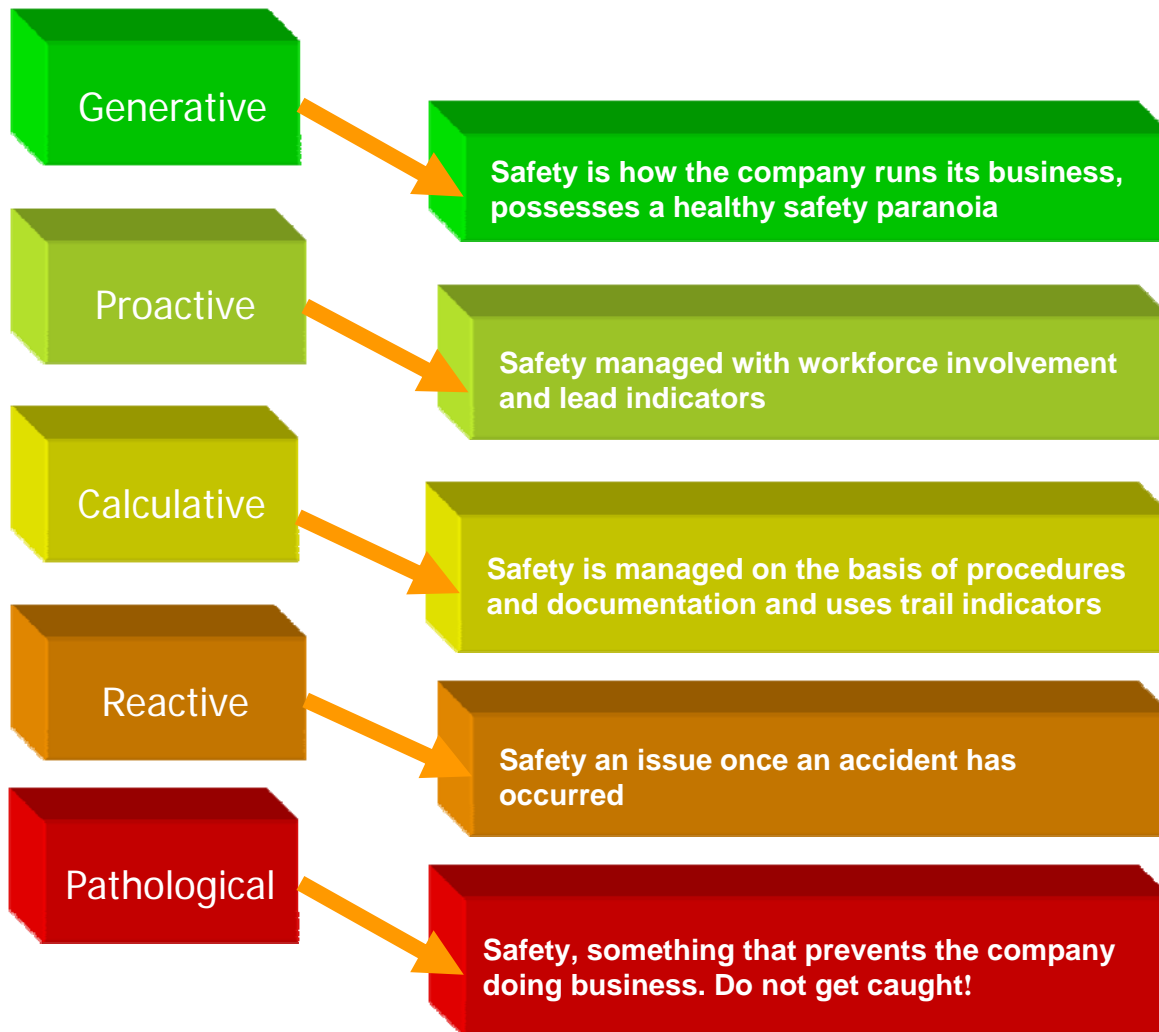 Generative
Safety is how the company runs its business,
possesses a healthy safety paranoia
Proactive
Safety managed with workforce involvement
and lead indicators
Calculative
Safety is managed on the basis of procedures
and documentation and uses trail indicators
Reactive
Safety an issue once an accident has
occurred
Pathological
Safety, something that prevents the company
doing business. Do not get caught!